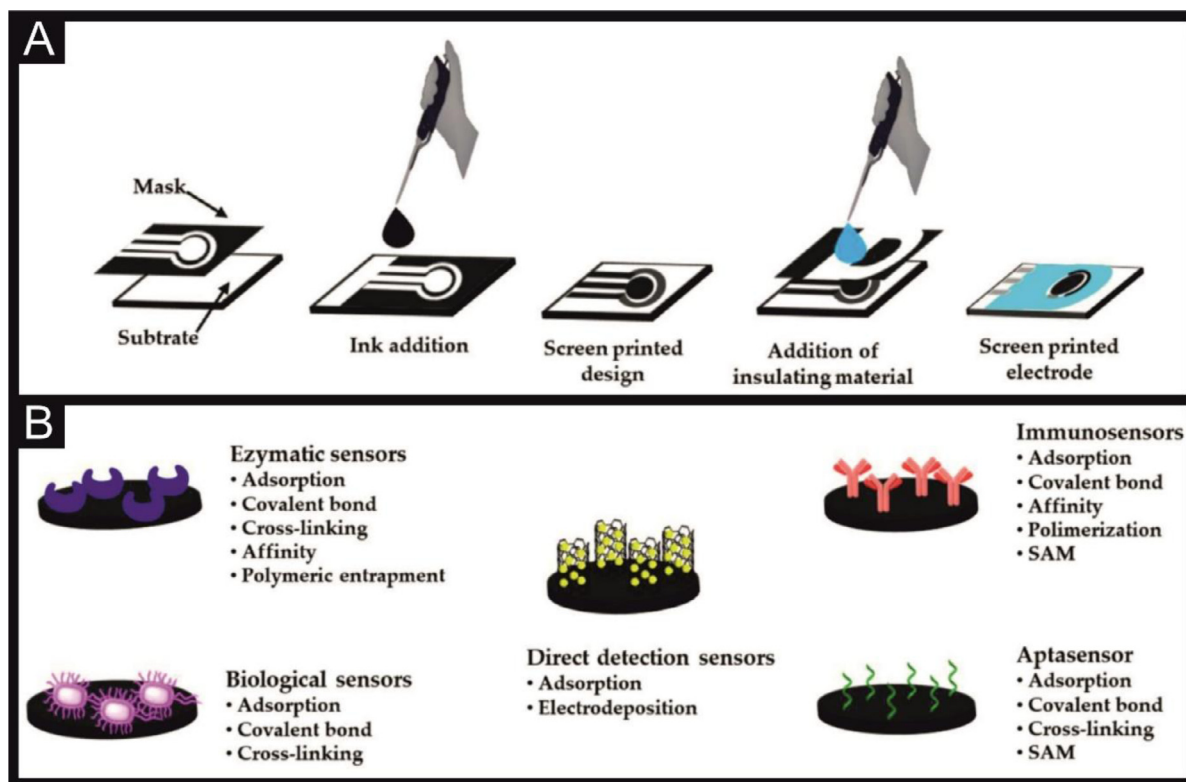 A
Mask
Subtrate
Ink addition
Screen printed
design
Addition of
insulating material
Screen printed
electrode
B
Ezymatic sensors
• Adsorption
• Covalent bond
• Cross-linking
• Affinity
• Polymeric entrapment
Biological sensors
• Adsorption
• Covalent bond
• Cross-linking
Direct detection sensors
• Adsorption
• Electrodeposition
Immunosensors
• Adsorption
• Covalent bond
• Affinity
• Polimerization
• SAM
Aptasensor
• Adsorption
• Covalent bond
• Cross-linking
• SAM